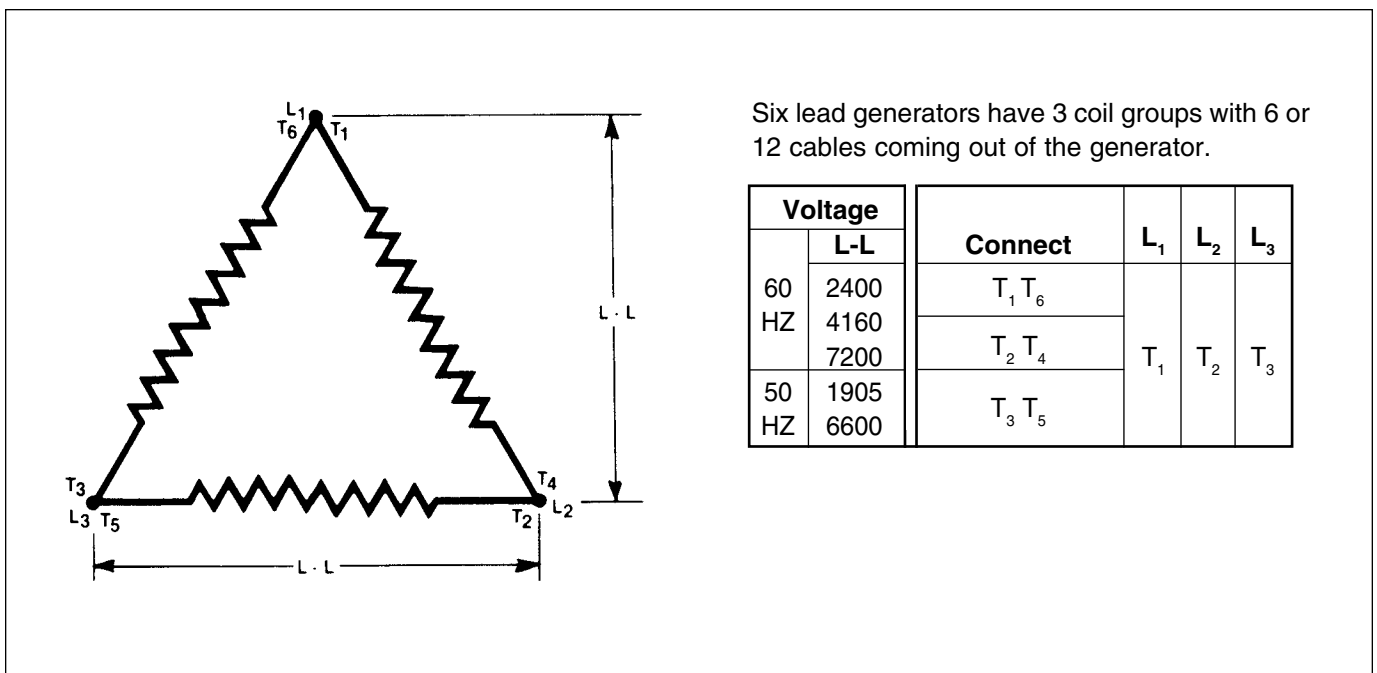 L₁
T₆ T₁
L - L
T₃
L₃ T₅
T₄
T₂ L₂
L - L
Six lead generators have 3 coil groups with 6 or
12 cables coming out of the generator.
Voltage
L-L Connect L₁ L₂ L₃
60 2400 T₁ T₆
HZ 4160
7200 T₂ T₄ T₁ T₂ T₃
50 1905 T₃ T₅
HZ 6600